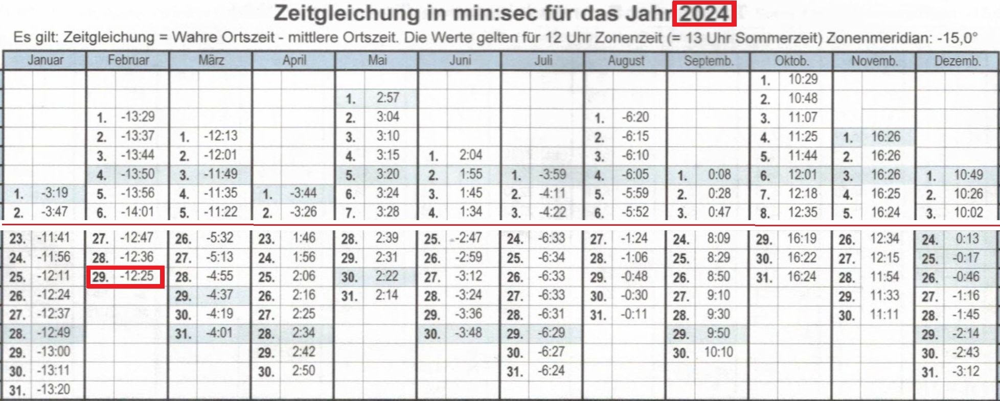 Zeitgleichung in min:sec für das Jahr 2024
Es gilt: Zeitgleichung = Wahre Ortszeit - mittlere Ortszeit. Die Werte gelten für 12 Uhr Zonenzeit (= 13 Uhr Sommerzeit) Zonenmeridian: -15,0°
Januar Februar März April Mai Juni Juli August Septemb. Oktob. Novemb. Dezemb.
1. 10:29
1. 2:57 2. 10:48
1. -13:29 2. 3:04 1. -6:20 3. 11:07
2. -13:37 1. -12:13 3. 3:10 2. -6:15 4. 11:25 1. 16:26
3. -13:44 2. -12:01 4. 3:15 1. 2:04 3. -6:10 5. 11:44 2. 16:26
4. -13:50 3. -11:49 5. 3:20 2. 1:55 1. -3:59 4. -6:05 1. 0:08 6. 12:01 3. 16:26 1. 10:49
1. -3:19 5. -13:56 4. -11:35 1. -3:44 6. 3:24 3. 1:45 2. -4:11 5. -5:59 2. 0:28 7. 12:18 4. 16:25 2. 10:26
2. -3:47 6. -14:01 5. -11:22 2. -3:26 7. 3:28 4. 1:34 3. -4:22 6. -5:52 3. 0:47 8. 12:35 5. 16:24 3. 10:02
23. -11:41 27. -12:47 26. -5:32 23. 1:46 28. 2:39 25. -2:47 24. -6:33 27. -1:24 24. 8:09 29. 16:19 26. 12:34 24. 0:13
24. -11:56 28. -12:36 27. -5:13 24. 1:56 29. 2:31 26. -2:59 25. -6:34 28. -1:06 25. 8:29 30. 16:22 27. 12:15 25. -0:17
25. -12:11 29. -12:25 28. -4:55 25. 2:06 30. 2:22 27. -3:12 26. -6:33 29. -0:48 26. 8:50 31. 16:24 28. 11:54 26. -0:46
26. -12:24 29. -4:37 26. 2:16 31. 2:14 28. -3:24 27. -6:33 30. -0:30 27. 9:10 29. 11:33 27. -1:16
27. -12:37 30. -4:19 27. 2:25 29. -3:36 28. -6:31 31. -0:11 28. 9:30 30. 11:11 28. -1:45
28. -12:49 31. -4:01 28. 2:34 30. -3:48 29. -6:29 29. 9:50 29. -2:14
29. -13:00 29. 2:42 30. -6:27 30. 10:10 30. -2:43
30. -13:11 30. 2:50 31. -6:24 31. -3:12
31. -13:20